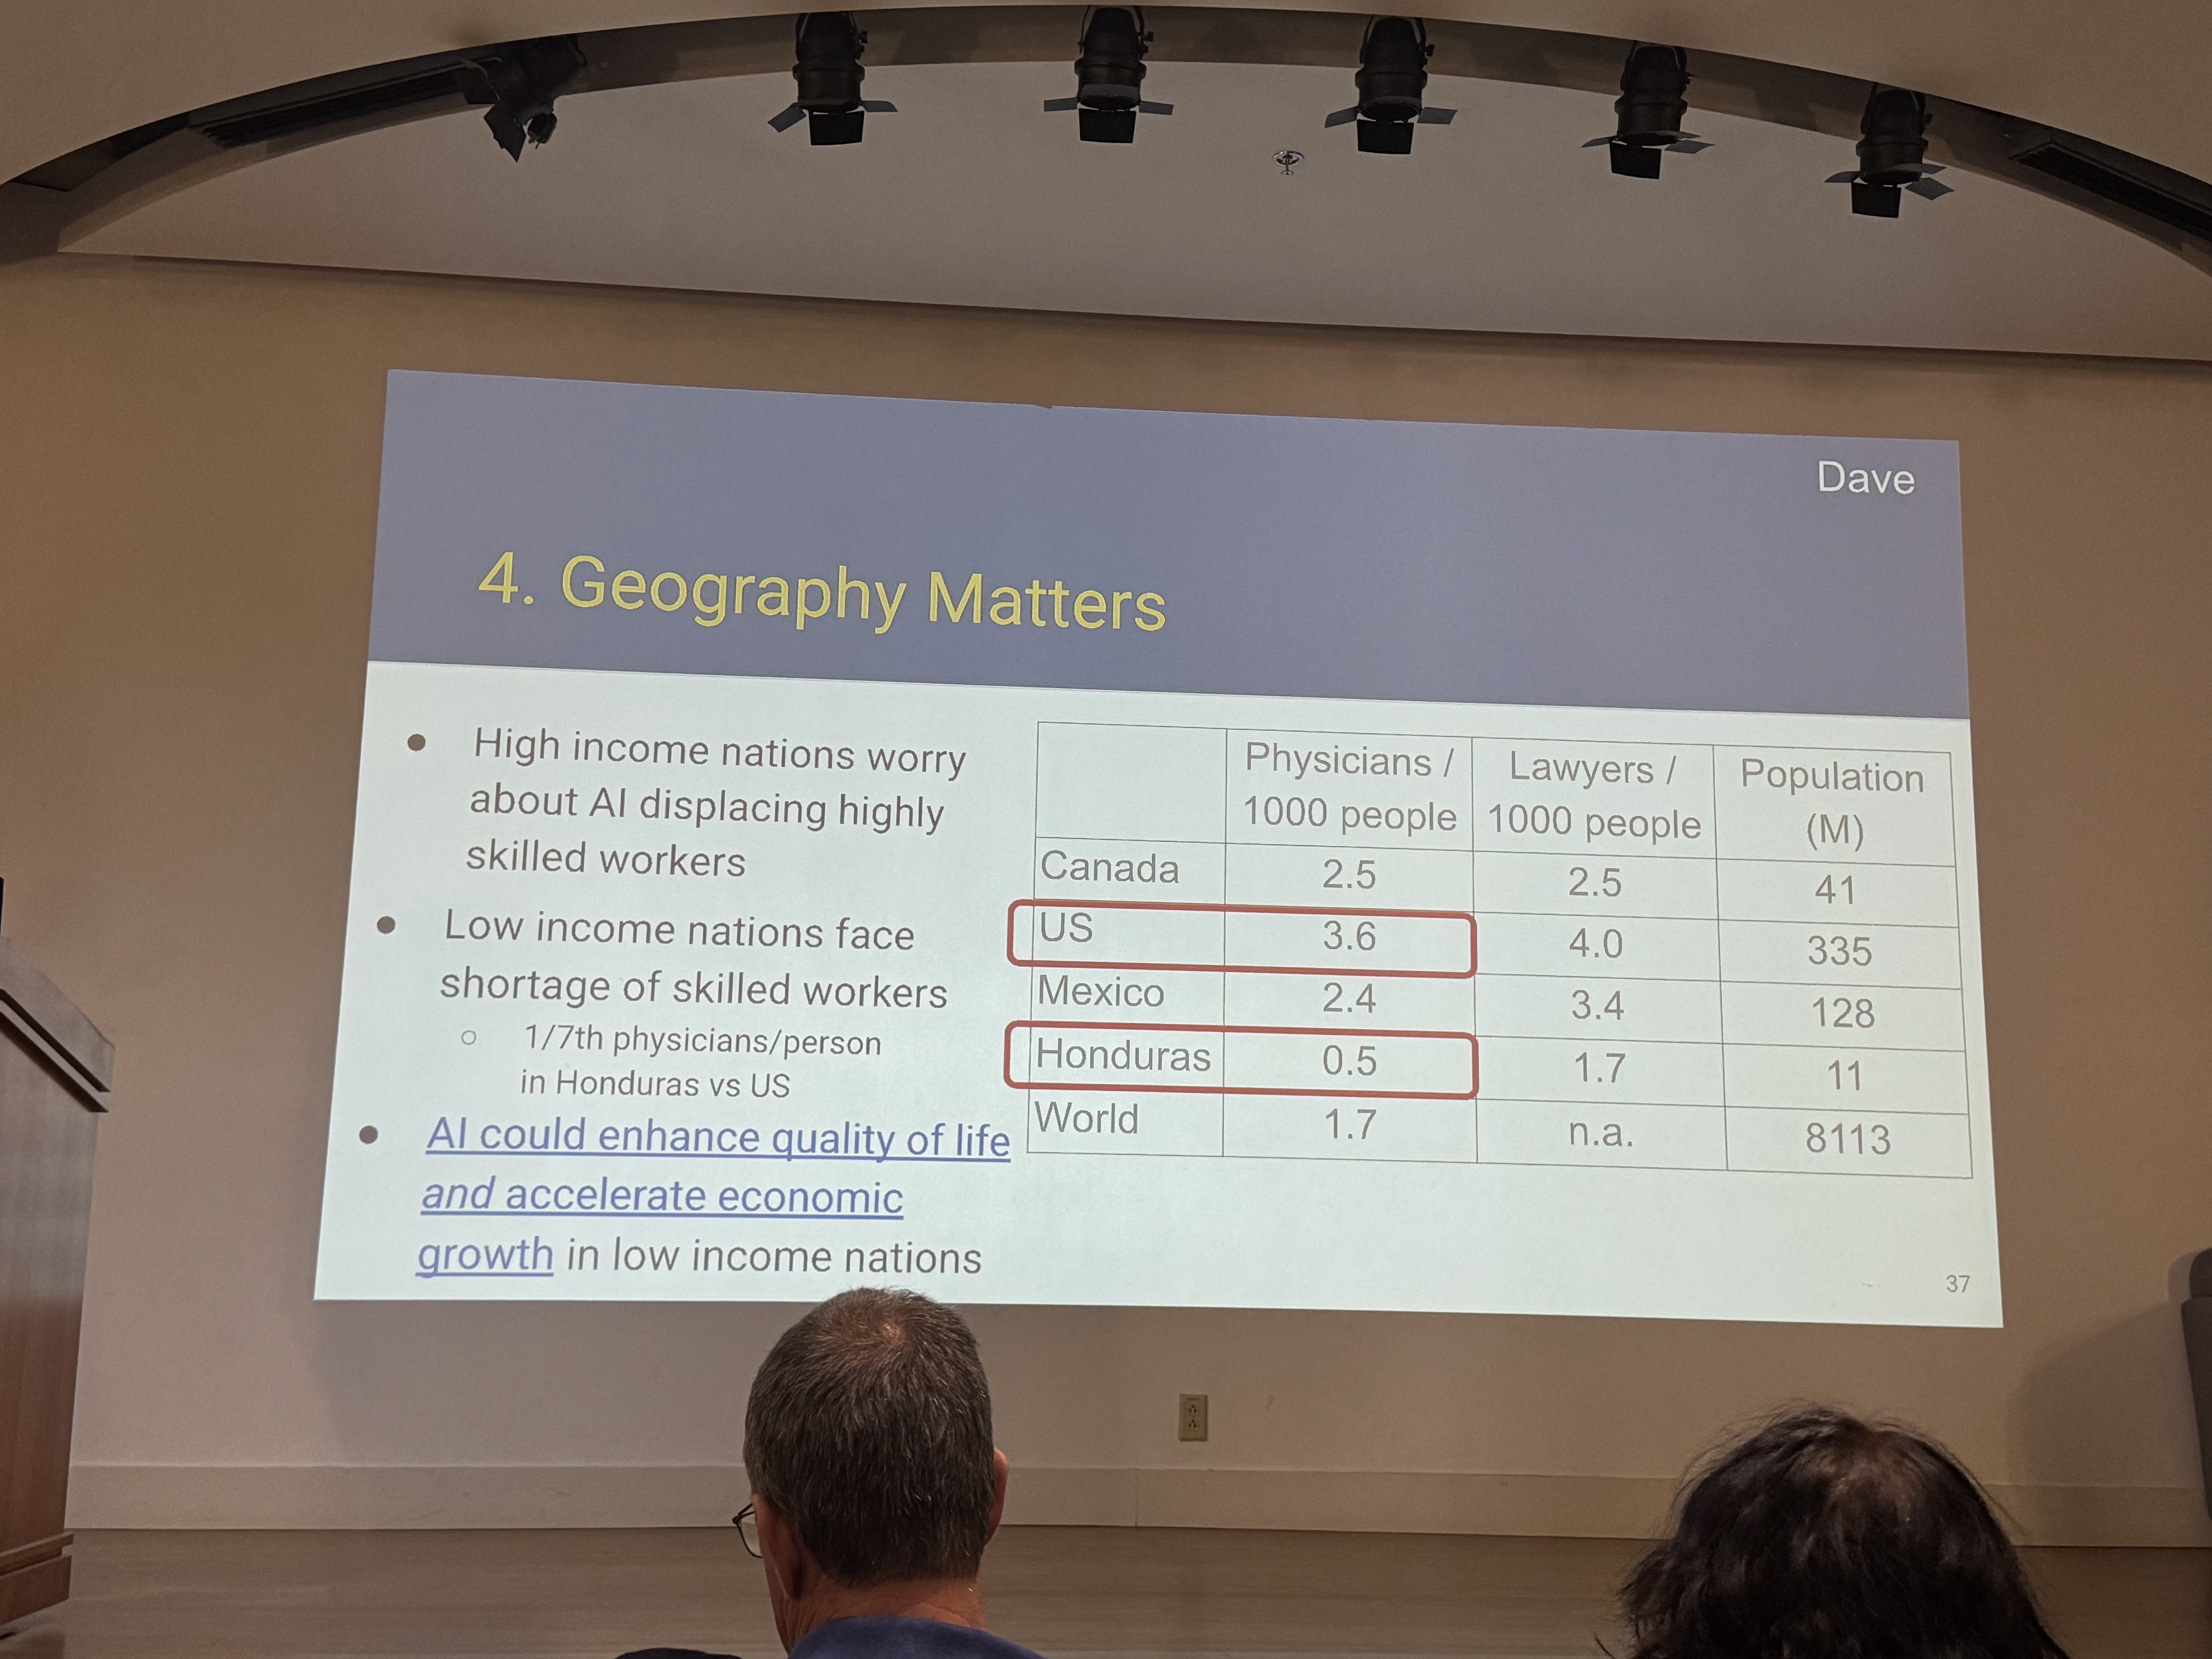 Dave
4. Geography Matters
● High income nations worry
about AI displacing highly
skilled workers
● Low income nations face
shortage of skilled workers
○ 1/7th physicians/person
in Honduras vs US
● AI could enhance quality of life
and accelerate economic
growth in low income nations
Physicians / 1000 people Lawyers / 1000 people Population (M)
Canada 2.5 2.5 41
US 3.6 4.0 335
Mexico 2.4 3.4 128
Honduras 0.5 1.7 11
World 1.7 n.a. 8113
37